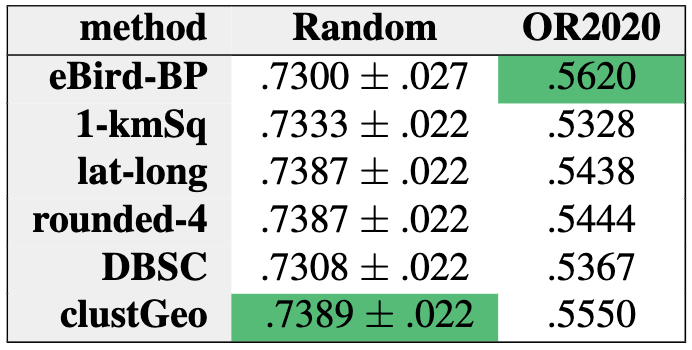 method Random OR2020
eBird-BP .7300 ± .027 .5620
1-kmSq .7333 ± .022 .5328
lat-long .7387 ± .022 .5438
rounded-4 .7387 ± .022 .5444
DBSC .7308 ± .022 .5367
clustGeo .7389 ± .022 .5550